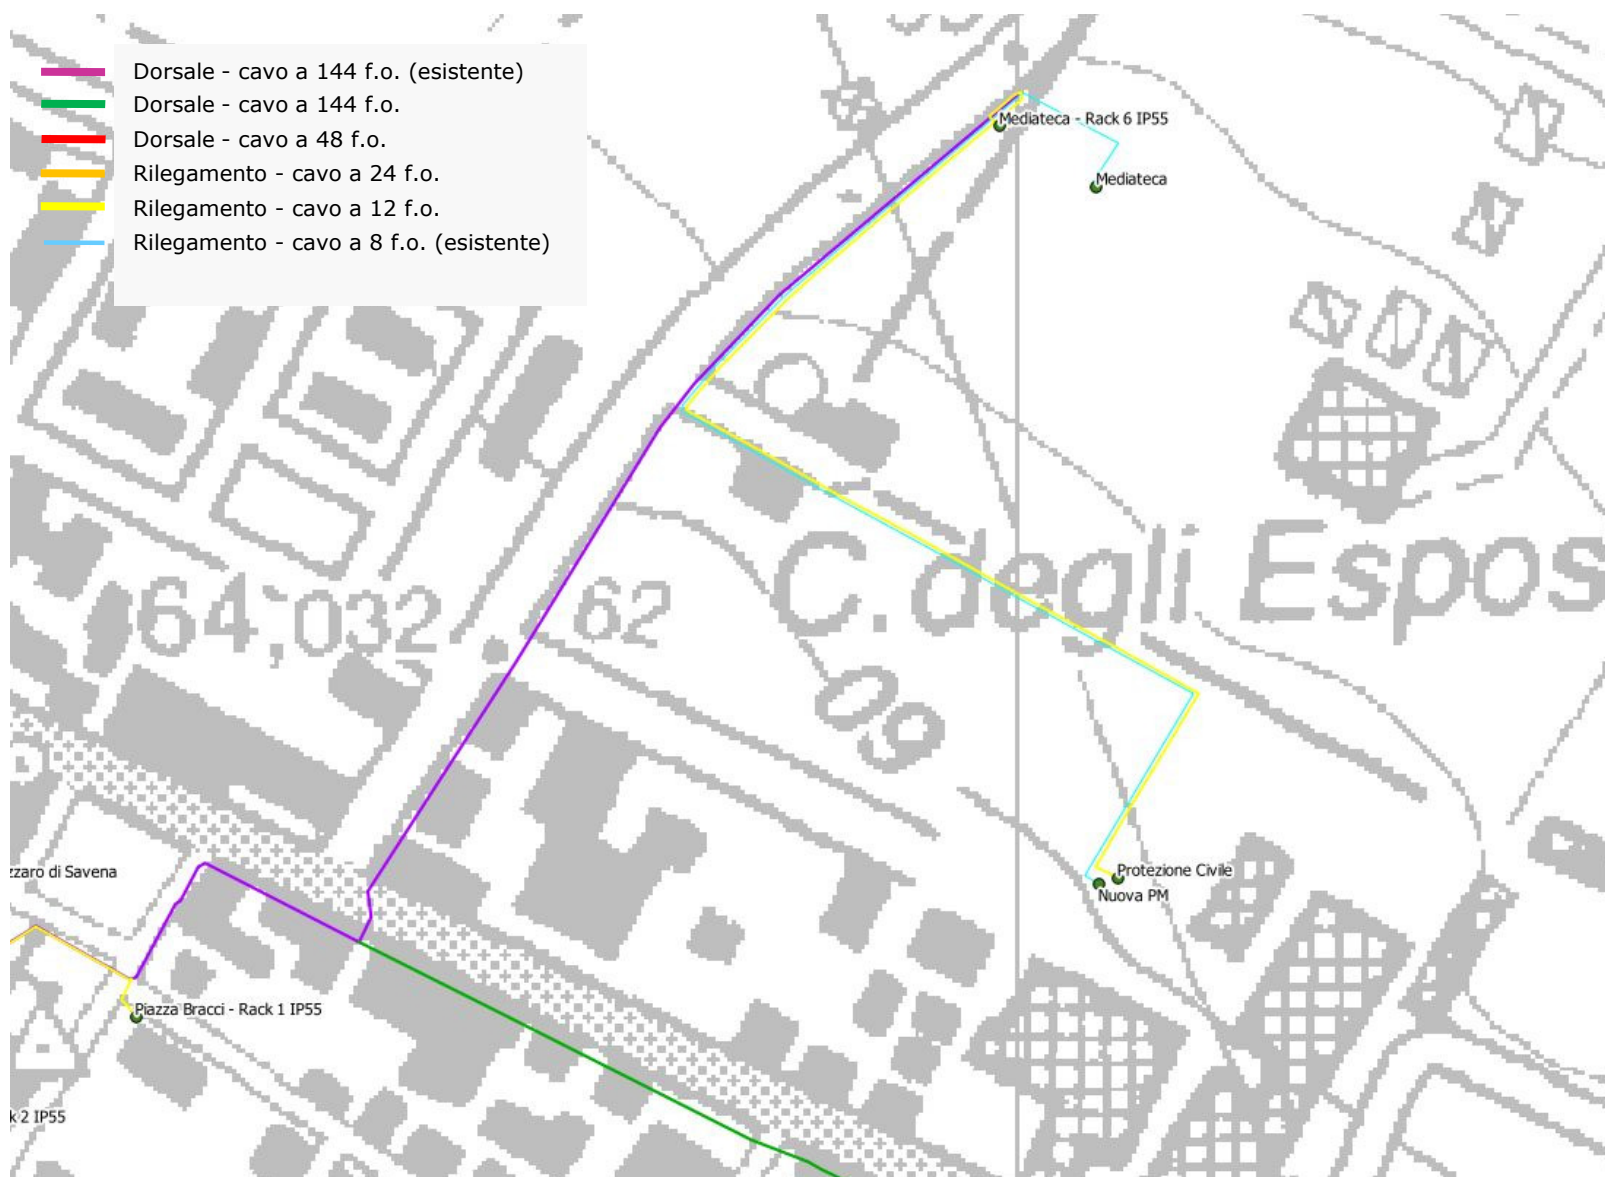 Dorsale - cavo a 144 f.o. (esistente)
Dorsale - cavo a 144 f.o.
Dorsale - cavo a 48 f.o.
Rilegamento - cavo a 24 f.o.
Rilegamento - cavo a 12 f.o.
Rilegamento - cavo a 8 f.o. (esistente)
Mediateca - Rack 6 IP55
Mediateca
C. degli Espos
64,032
62
60
zzaro di Savena
Protezione Civile
Nuova PM
Piazza Bracci - Rack 1 IP55
k 2 IP55